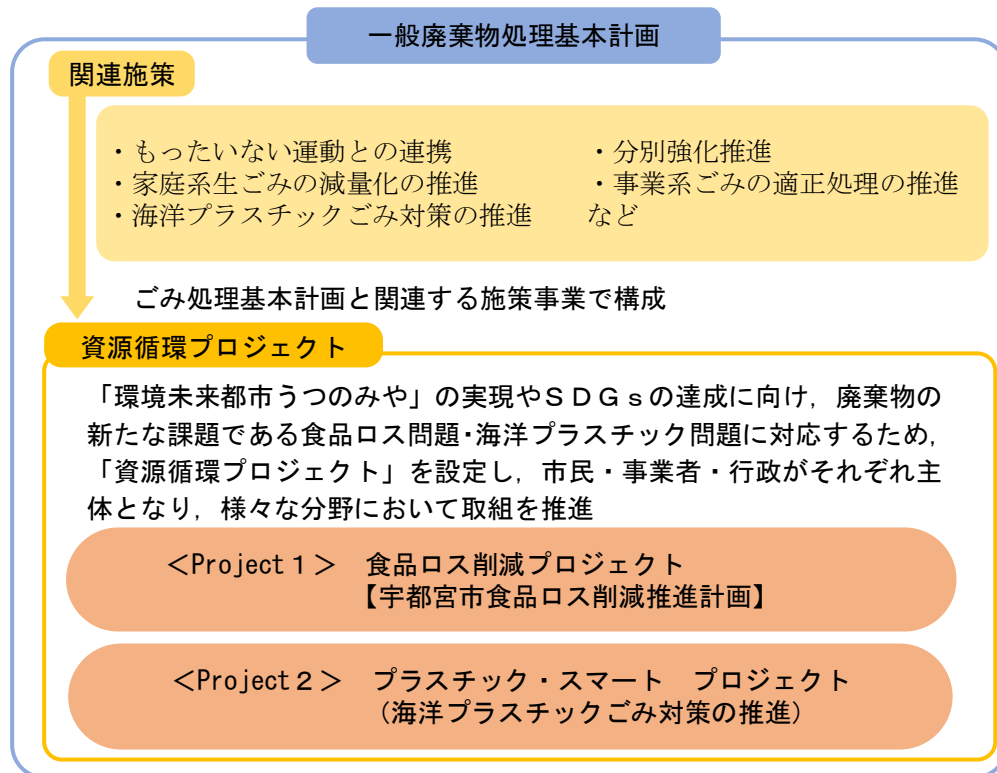 一般廃棄物処理基本計画
関連施策
・もったいない運動との連携
・家庭系生ごみの減量化の推進
・海洋プラスチックごみ対策の推進
・分別強化推進
・事業系ごみの適正処理の推進
など
ごみ処理基本計画と関連する施策事業で構成
資源循環プロジェクト
「環境未来都市うつのみや」の実現やＳＤＧｓの達成に向け，廃棄物の
新たな課題である食品ロス問題・海洋プラスチック問題に対応するため，
「資源循環プロジェクト」を設定し，市民・事業者・行政がそれぞれ主
体となり，様々な分野において取組を推進
＜Project１＞　食品ロス削減プロジェクト
【宇都宮市食品ロス削減推進計画】
＜Project２＞　プラスチック・スマート　プロジェクト
（海洋プラスチックごみ対策の推進）